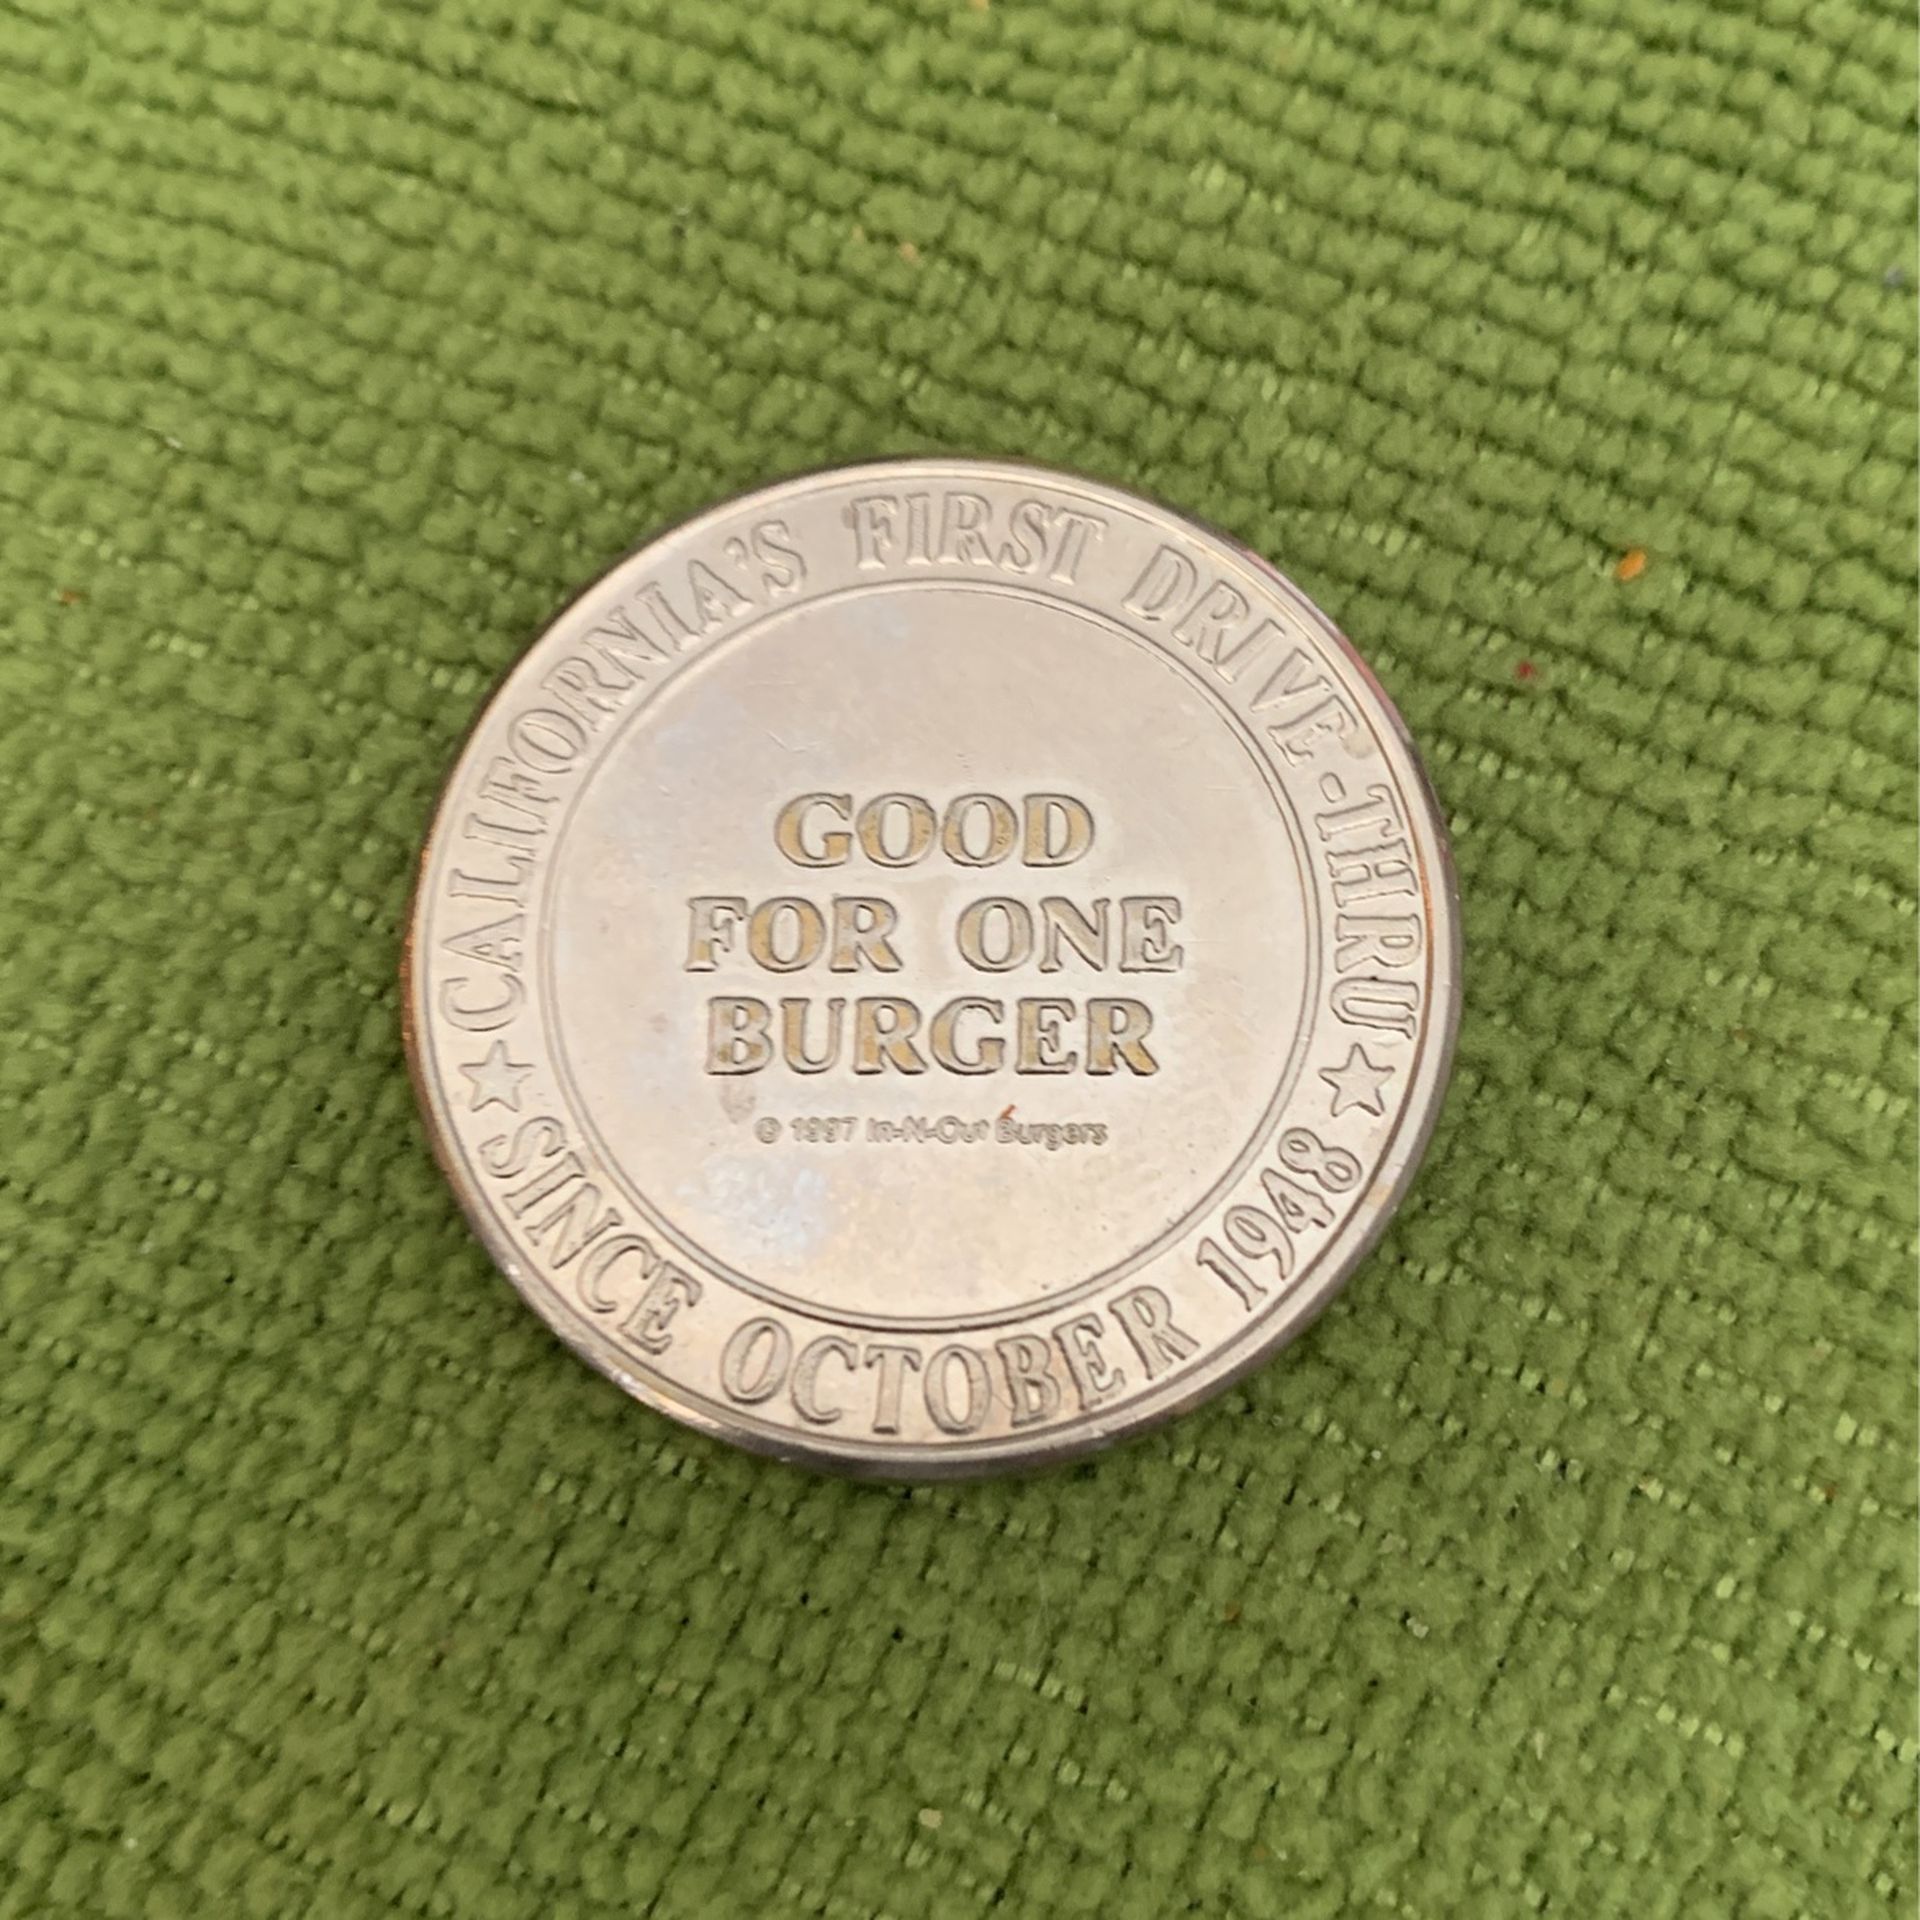 CALIFORNIA'S FIRST DRIVE-THRU
GOOD
FOR ONE
BURGER
© 1997 In-N-Out Burgers
SINCE OCTOBER 1948